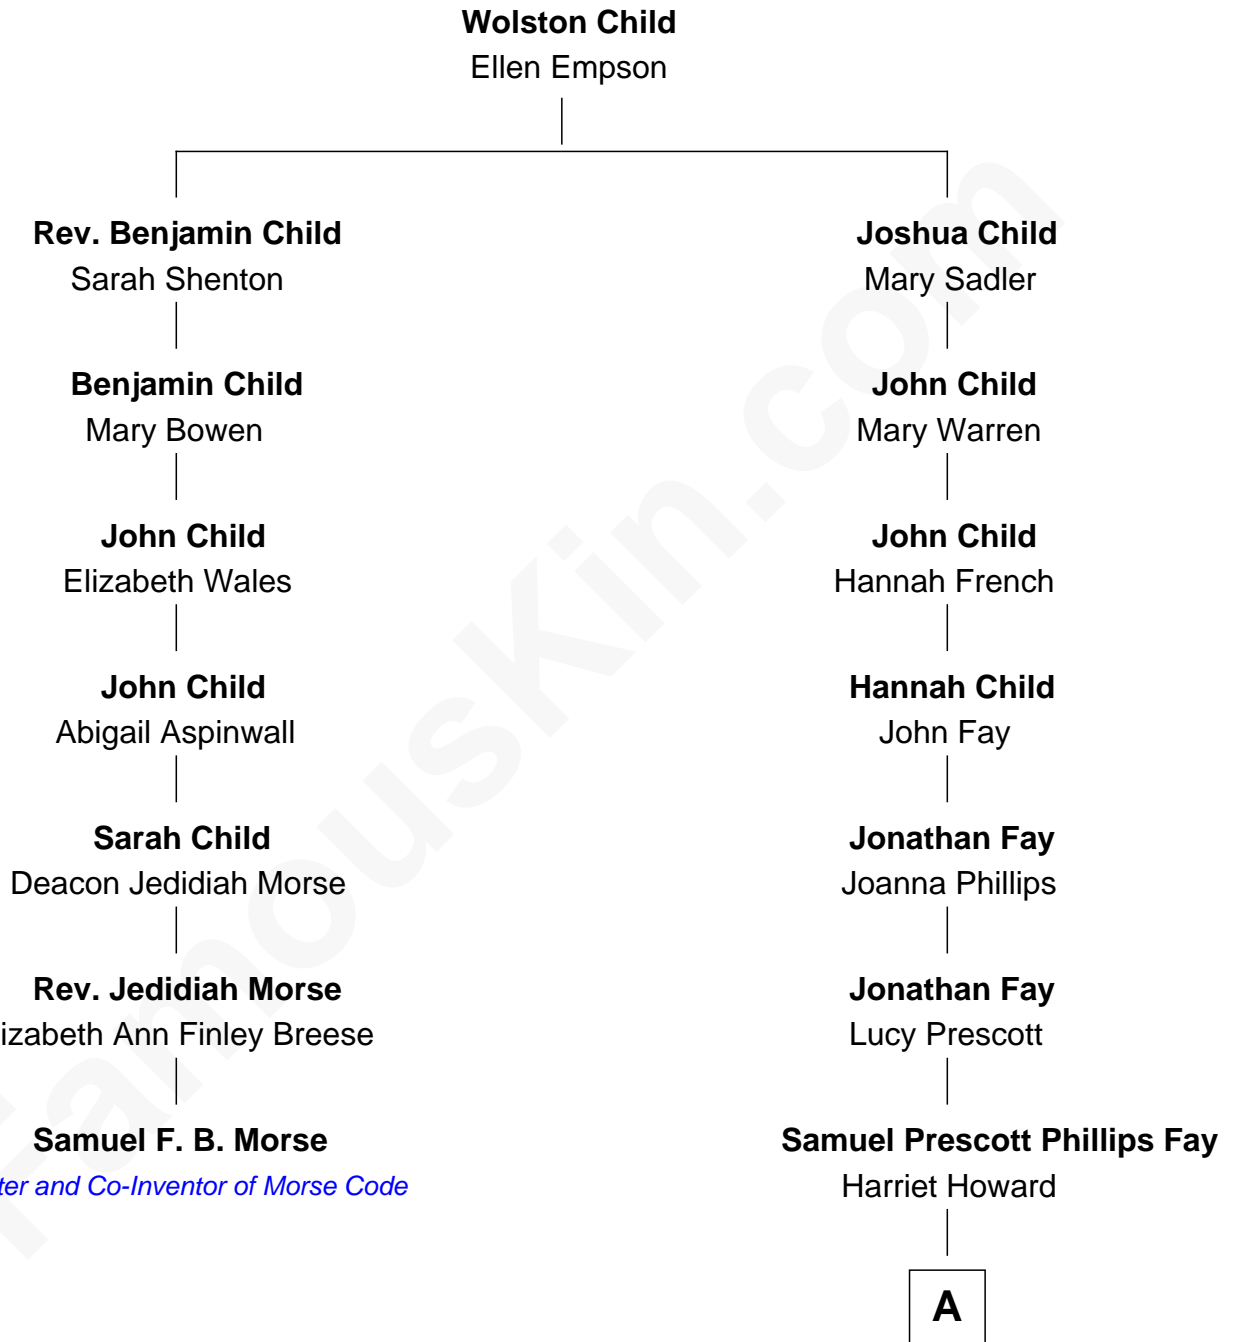 Wolston Child
Ellen Empson
Rev. Benjamin Child
Sarah Shenton
Benjamin Child
Mary Bowen
John Child
Elizabeth Wales
John Child
Abigail Aspinwall
Sarah Child
Deacon Jedidiah Morse
Rev. Jedidiah Morse
izabeth Ann Finley Breese
Samuel F. B. Morse
ter and Co-Inventor of Morse Code
Joshua Child
Mary Sadler
John Child
Mary Warren
John Child
Hannah French
Hannah Child
John Fay
Jonathan Fay
Joanna Phillips
Jonathan Fay
Lucy Prescott
Samuel Prescott Phillips Fay
Harriet Howard
A
FamousKin.com